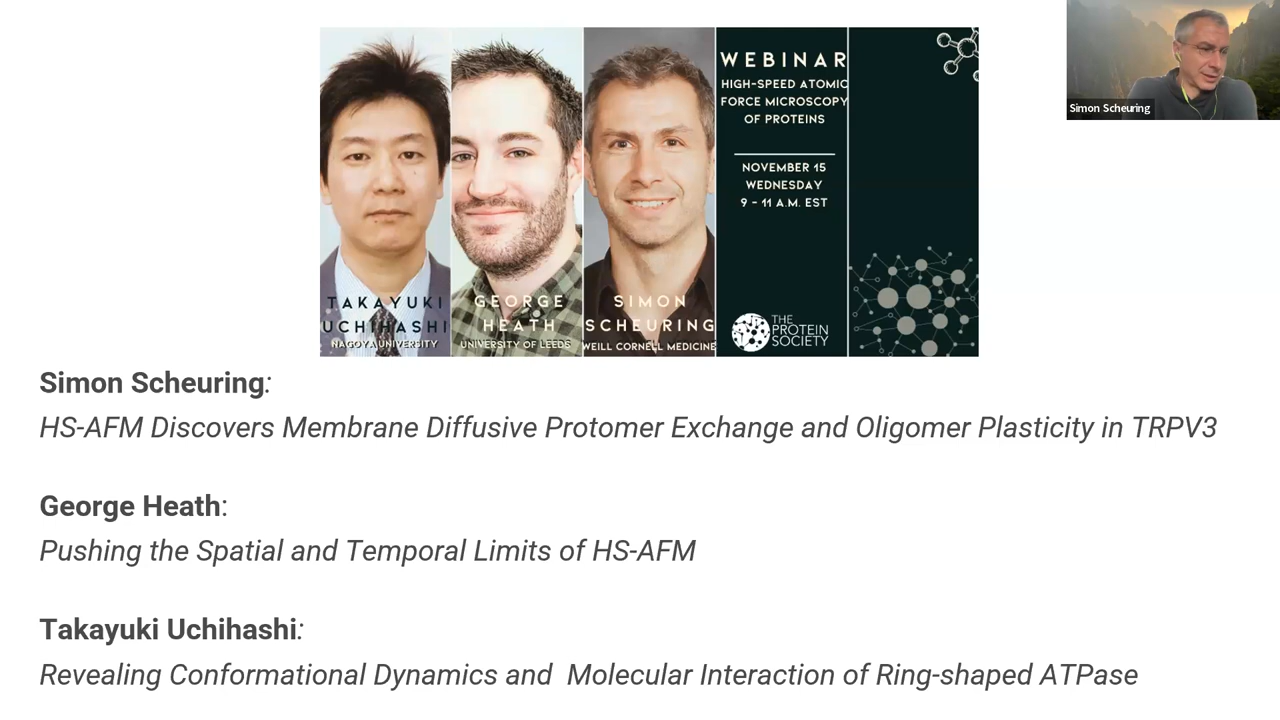 WEBINAR
HIGH-SPEED ATOMIC
FORCE MICROSCOPY
OF PROTEINS
NOVEMBER 15
WEDNESDAY
9 - 11 A.M. EST
THE
PROTEIN
SOCIETY
TAKAYUKI
UCHIHASHI
NAGOYA UNIVERSITY
GEORGE
HEATH
UNIVERSITY OF LEEDS
SIMON
SCHEURING
WEILL CORNELL MEDICINE
Simon Scheuring
Simon Scheuring:
HS-AFM Discovers Membrane Diffusive Protomer Exchange and Oligomer Plasticity in TRPV3
George Heath:
Pushing the Spatial and Temporal Limits of HS-AFM
Takayuki Uchihashi:
Revealing Conformational Dynamics and  Molecular Interaction of Ring-shaped ATPase